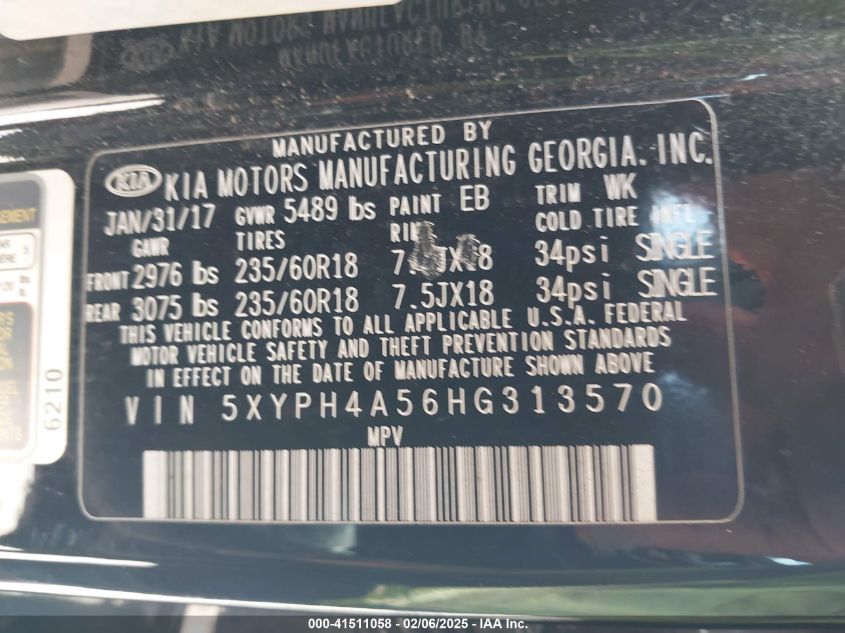 MANUFACTURED BY
KIA KIA MOTORS MANUFACTURING GEORGIA. INC.
JAN/31/17 GVWR 5489 lbs PAINT EB TRIM WK
GAWR TIRES COLD TIRE INFL
FRONT 2976 lbs 235/60R18 34psi SINGLE
REAR 3075 lbs 235/60R18 7.5JX18 34psi SINGLE
THIS VEHICLE CONFORMS TO ALL APPLICABLE U.S.A. FEDERAL
MOTOR VEHICLE SAFETY AND THEFT PREVENTION STANDARDS
IN EFFECT ON THE DATE OF MANUFACTURE SHOWN ABOVE
VIN 5XYPH4A56HG313570
MPV
6210
000-41511058 - 02/06/2025 - IAA Inc.